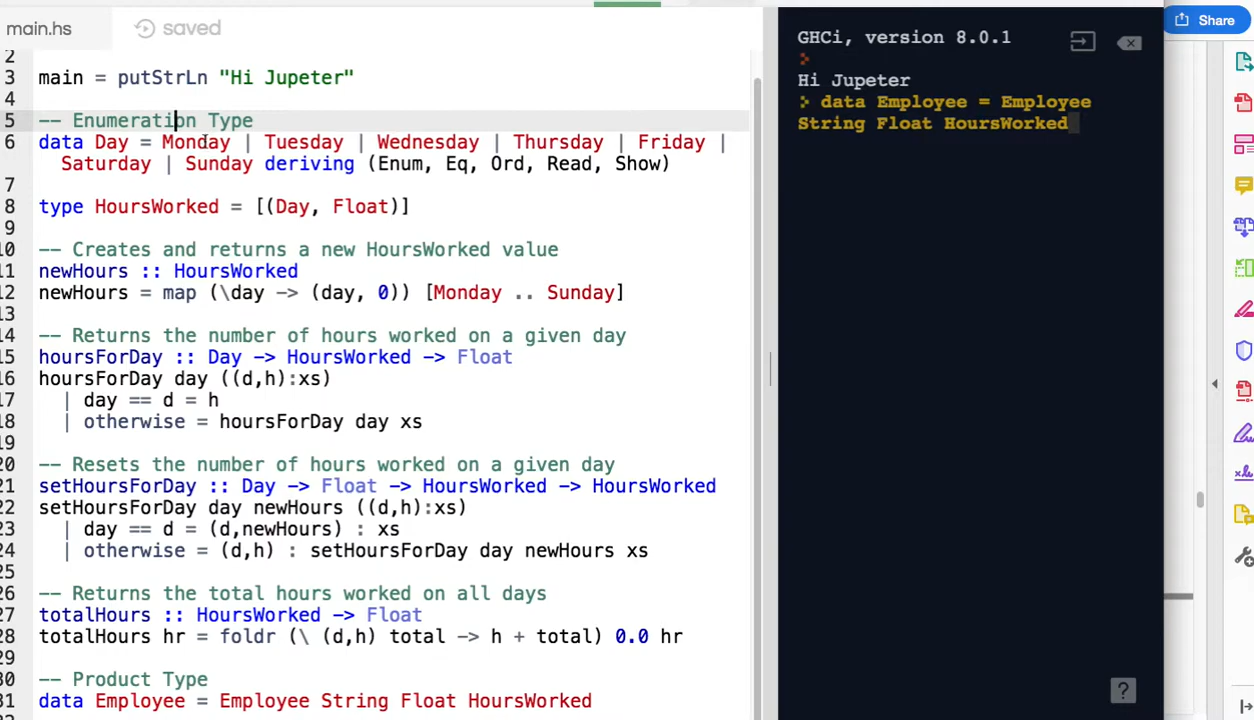 main.hs
saved
2
3 main = putStrLn "Hi Jupeter"
4
5 -- Enumeration Type
6 data Day = Monday | Tuesday | Wednesday | Thursday | Friday |
Saturday | Sunday deriving (Enum, Eq, Ord, Read, Show)
7
8 type HoursWorked = [(Day, Float)]
9
10 -- Creates and returns a new HoursWorked value
11 newHours :: HoursWorked
12 newHours = map (\day -> (day, 0)) [Monday .. Sunday]
13
14 -- Returns the number of hours worked on a given day
15 hoursForDay :: Day -> HoursWorked -> Float
16 hoursForDay day ((d,h):xs)
17 | day == d = h
18 | otherwise = hoursForDay day xs
19
20 -- Resets the number of hours worked on a given day
21 setHoursForDay :: Day -> Float -> HoursWorked -> HoursWorked
22 setHoursForDay day newHours ((d,h):xs)
23 | day == d = (d,newHours) : xs
24 | otherwise = (d,h) : setHoursForDay day newHours xs
25
26 -- Returns the total hours worked on all days
27 totalHours :: HoursWorked -> Float
28 totalHours hr = foldr (\ (d,h) total -> h + total) 0.0 hr
29
30 -- Product Type
31 data Employee = Employee String Float HoursWorked
GHCi, version 8.0.1
Hi Jupeter
data Employee = Employee
String Float HoursWorked
?
Share